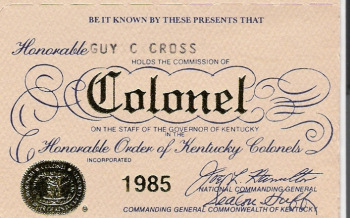 BE IT KNOWN BY THESE PRESENTS THAT
Honorable GUY C CROSS
HOLDS THE COMMISSION OF
Colonel
ON THE STAFF OF THE GOVERNOR OF KENTUCKY
IN THE
Honorable Order of Kentucky Colonels
INCORPORATED
1985
NATIONAL COMMANDING GENERAL
COMMANDING GENERAL COMMONWEALTH OF KENTUCKY